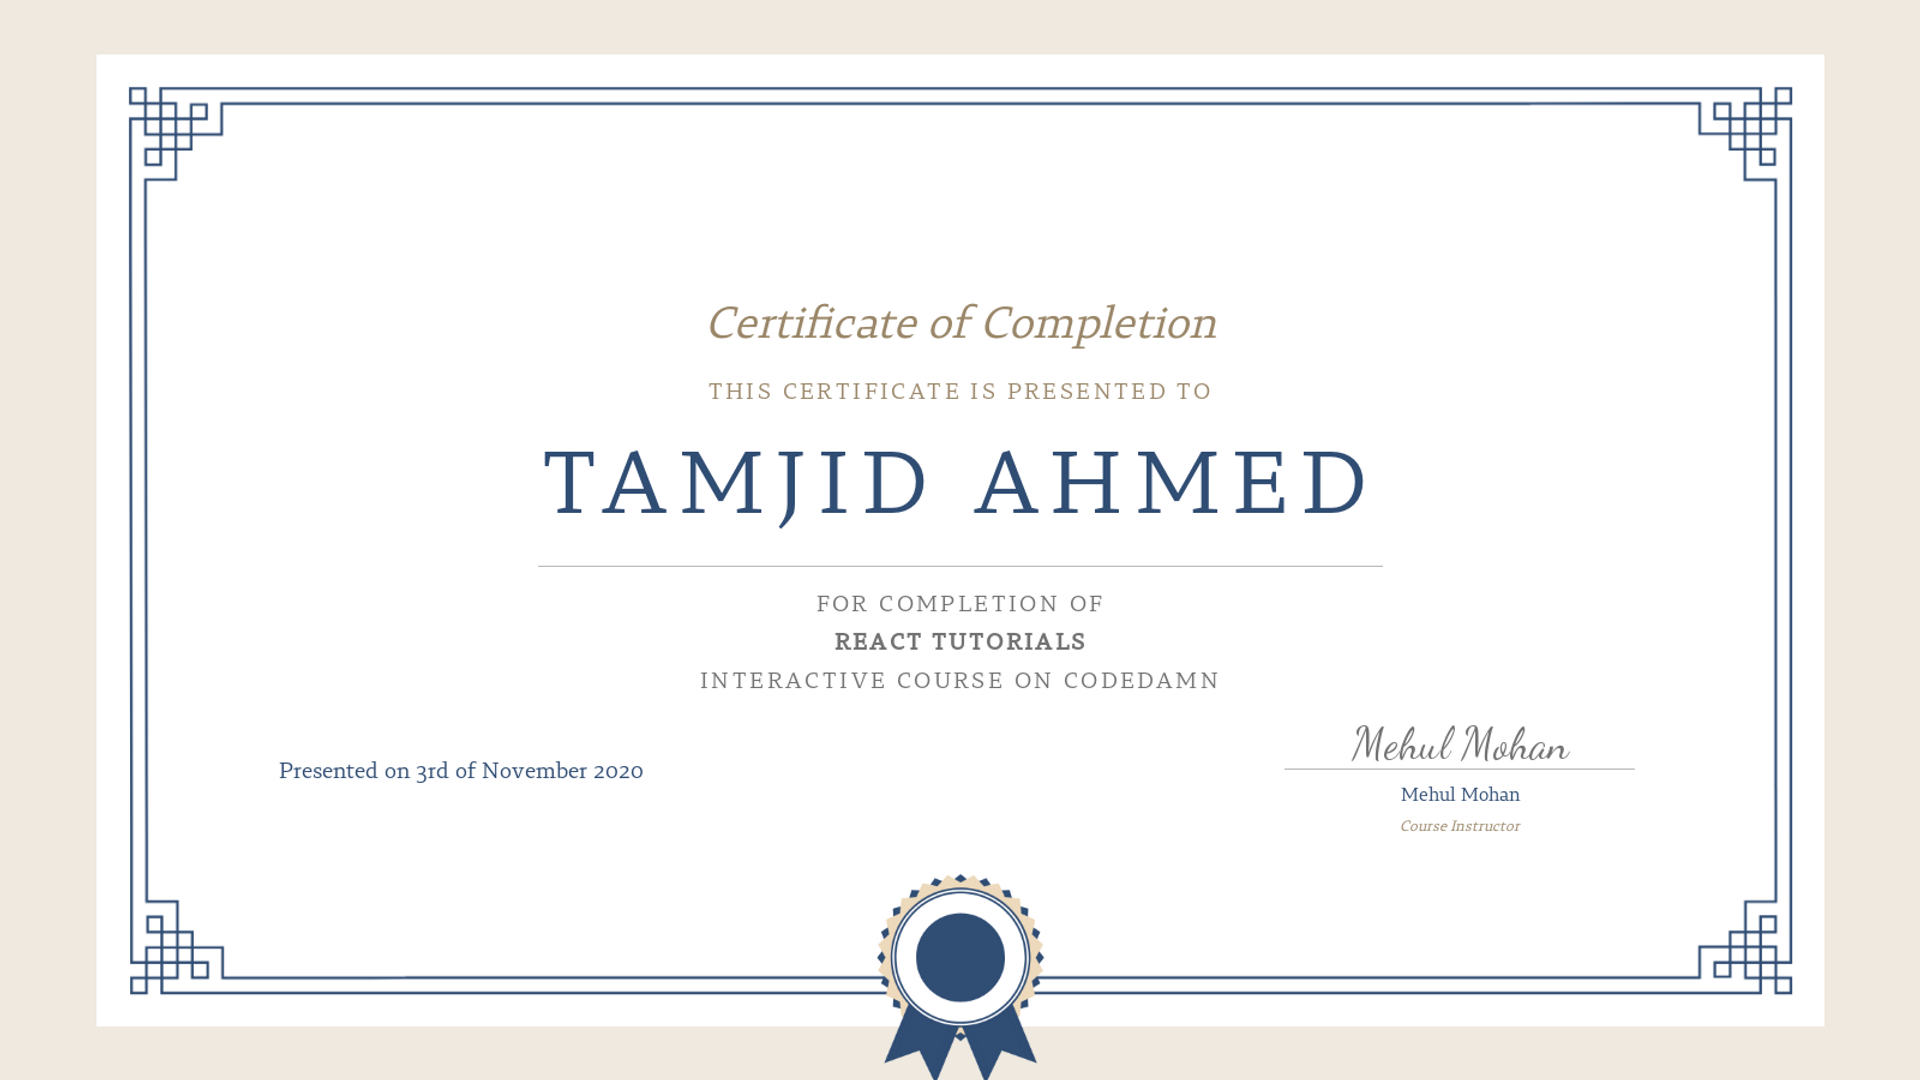 Certificate of Completion
THIS CERTIFICATE IS PRESENTED TO
TAMJID AHMED
FOR COMPLETION OF
REACT TUTORIALS
INTERACTIVE COURSE ON CODEDAMN
Presented on 3rd of November 2020
Mehul Mohan
Mehul Mohan
Course Instructor